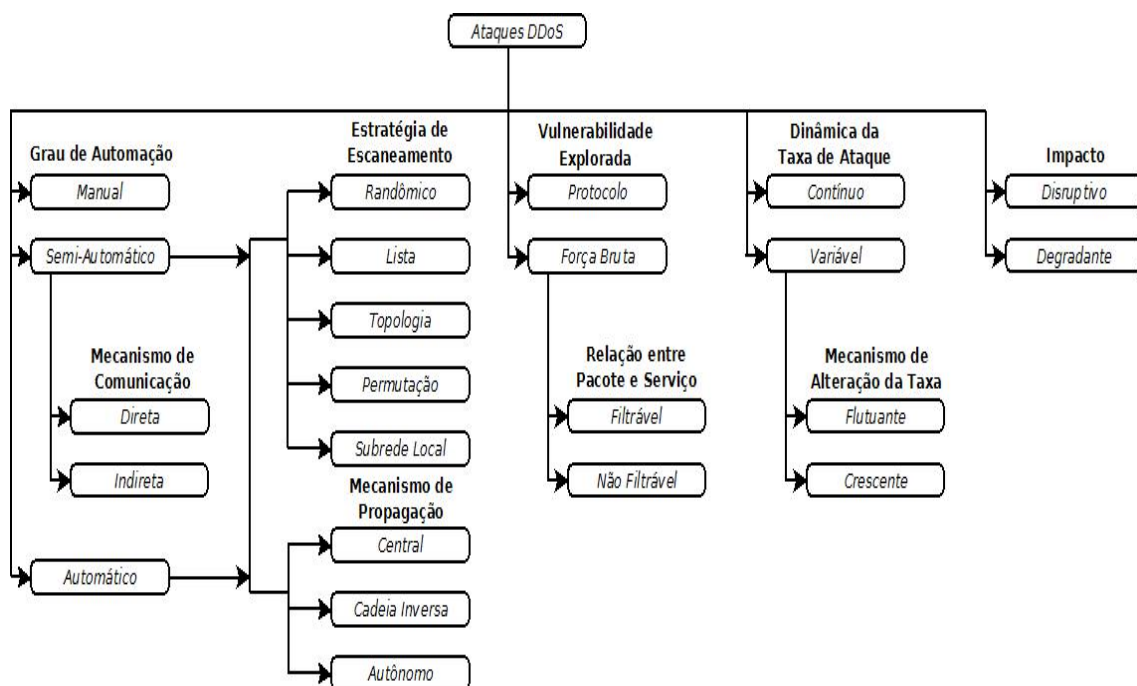 Ataques DDoS
Grau de Automação
Manual
Semi-Automático
Mecanismo de
Comunicação
Direta
Indireta
Automático
Estratégia de
Escaneamento
Randômico
Lista
Topologia
Permutação
Subrede Local
Mecanismo de
Propagação
Central
Cadeia Inversa
Autônomo
Vulnerabilidade
Explorada
Protocolo
Força Bruta
Relação entre
Pacote e Serviço
Filtrável
Não Filtrável
Dinâmica da
Taxa de Ataque
Contínuo
Variável
Mecanismo de
Alteração da Taxa
Flutuante
Crescente
Impacto
Disruptivo
Degradante